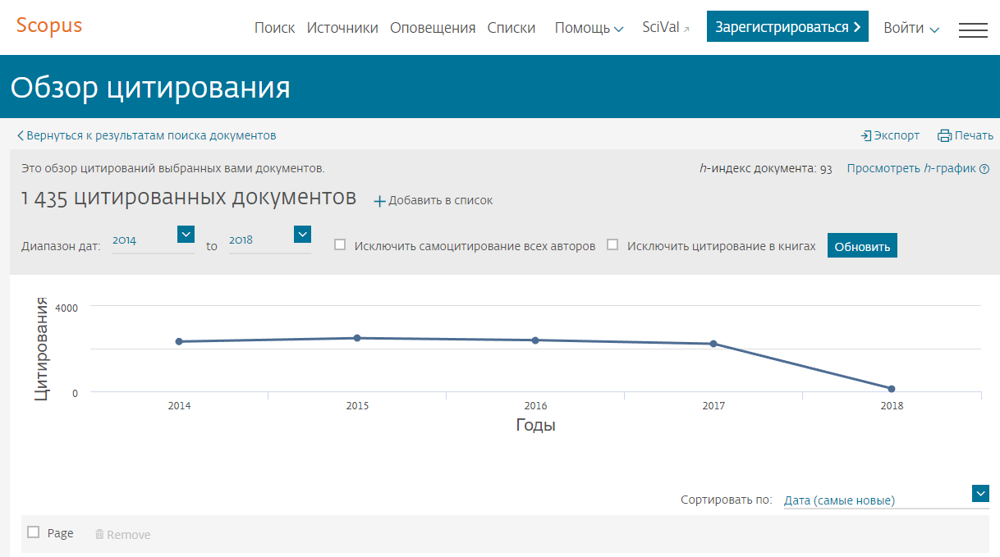 Scopus
Поиск Источники Оповещения Списки Помощь SciVal Зарегистрироваться Войти
Обзор цитирования
Вернуться к результатам поиска документов Экспорт Печать
Это обзор цитирований выбранных вами документов. h-индекс документа: 93 Просмотреть h-график
1 435 цитированных документов Добавить в список
Диапазон дат: 2014 to 2018 Исключить самоцитирование всех авторов Исключить цитирование в книгах Обновить
Цитирования
4000
0
2014 2015 2016 2017 2018
Годы
Сортировать по: Дата (самые новые)
Page Remove